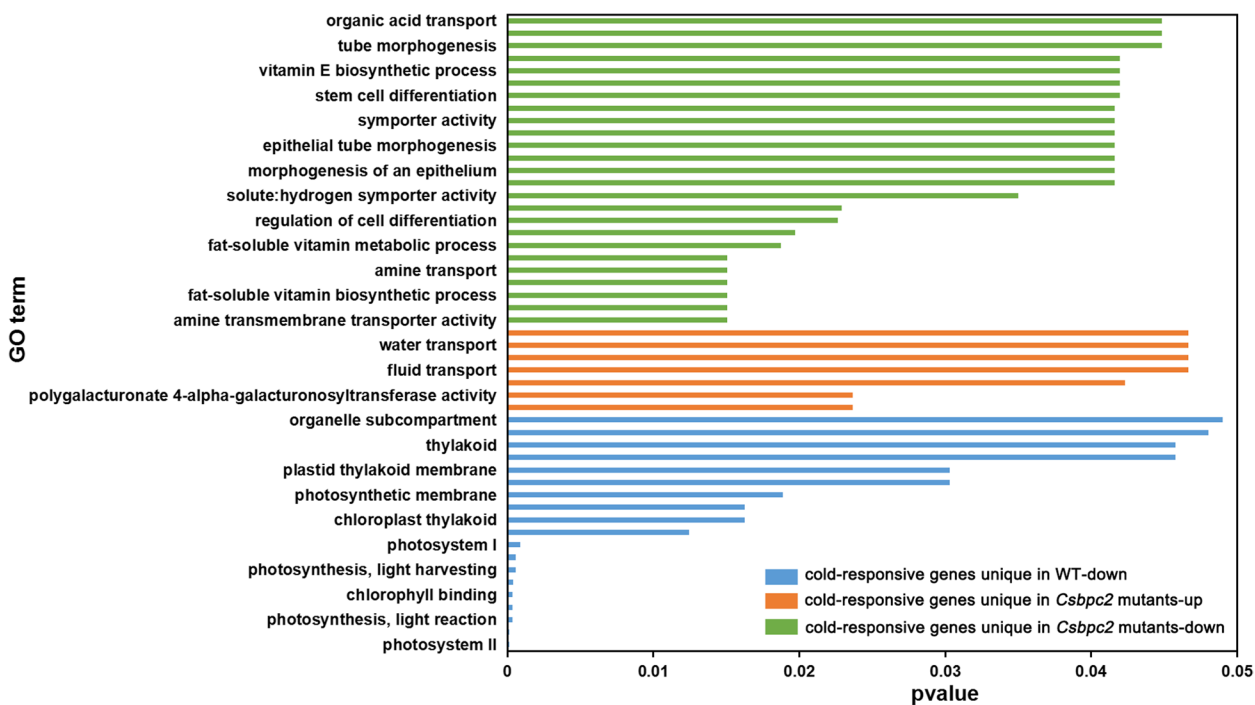 organic acid transport
tube morphogenesis
vitamin E biosynthetic process
stem cell differentiation
symporter activity
epithelial tube morphogenesis
morphogenesis of an epithelium
solute:hydrogen symporter activity
regulation of cell differentiation
fat-soluble vitamin metabolic process
amine transport
fat-soluble vitamin biosynthetic process
amine transmembrane transporter activity
water transport
fluid transport
polygalacturonate 4-alpha-galacturonosyltransferase activity
organelle subcompartment
thylakoid
plastid thylakoid membrane
photosynthetic membrane
chloroplast thylakoid
photosystem I
photosynthesis, light harvesting
chlorophyll binding
photosynthesis, light reaction
photosystem II
GO term
cold-responsive genes unique in WT-down
cold-responsive genes unique in Csbpc2 mutants-up
cold-responsive genes unique in Csbpc2 mutants-down
0 0.01 0.02 0.03 0.04 0.05
pvalue